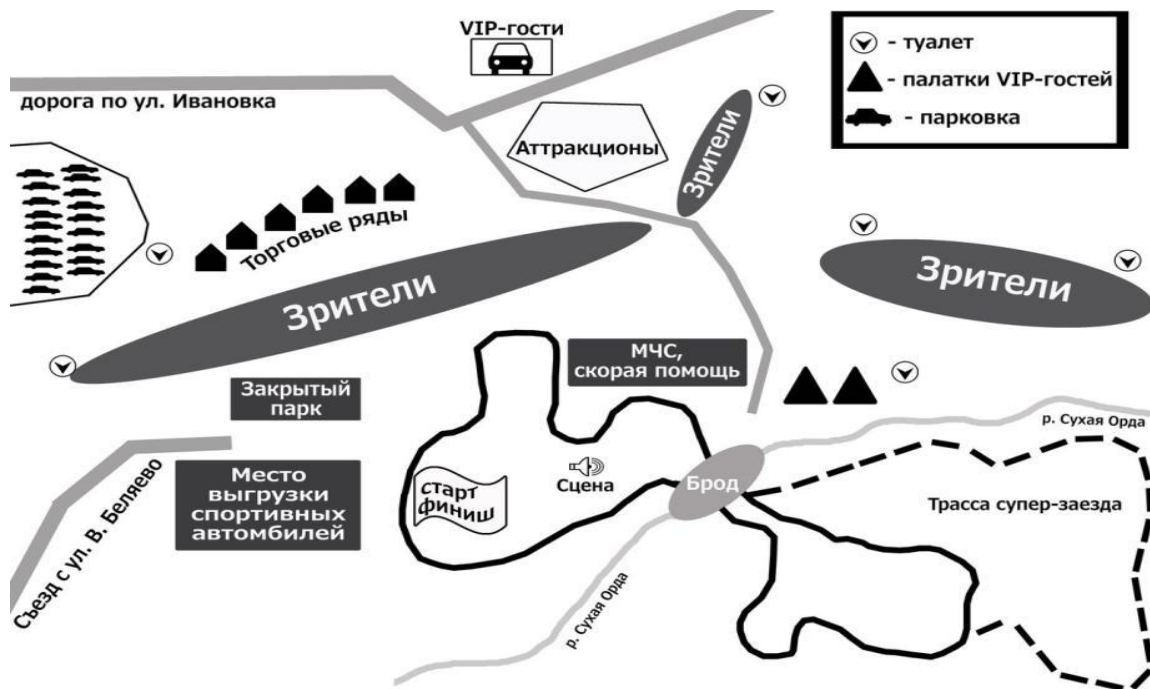 VIP-гости
- туалет
- палатки VIP-гостей
- парковка
дорога по ул. Ивановка
Аттракционы
Зрители
Торговые ряды
Зрители
Зрители
МЧС,
скорая помощь
Закрытый
парк
р. Сухая Орда
Место
выгрузки
спортивных
автомбилей
старт
финиш
Сцена
Брод
Трасса супер-заезда
Съезд с ул. В. Беляево
р. Сухая Орда